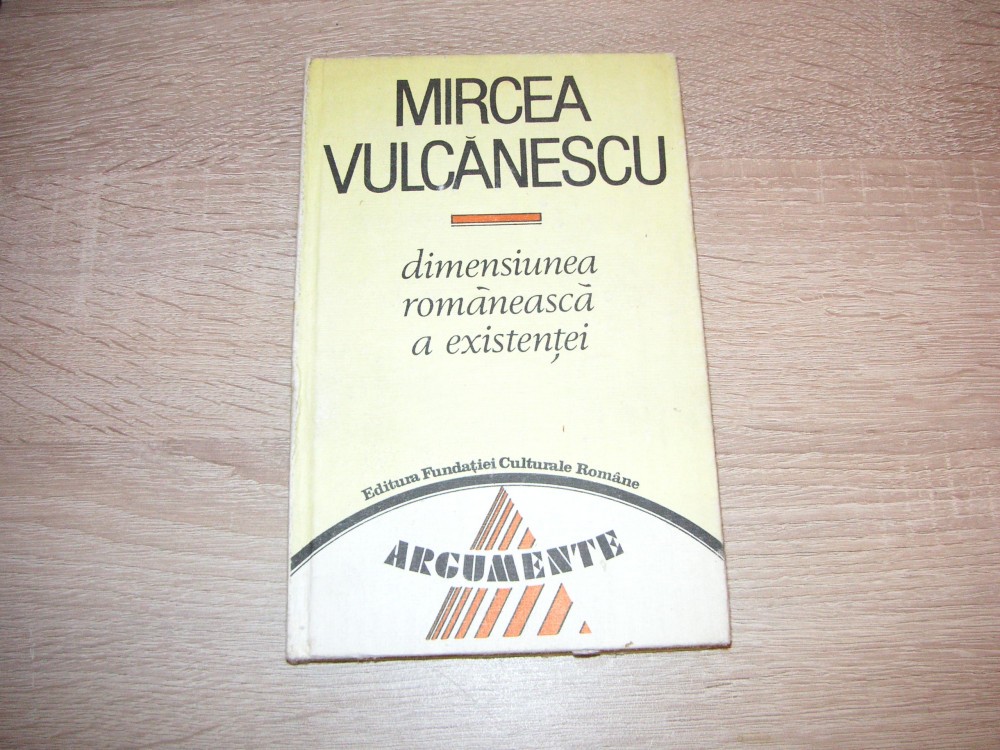 MIRCEA
VULCĂNESCU
dimensiunea
românească
a existenței
Editura Fundației Culturale Române
ARGUMENTE